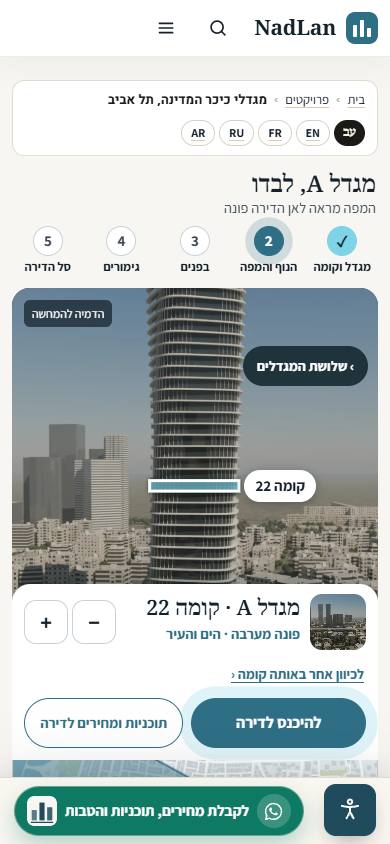 NadLan
בית › פרויקטים › מגדלי כיכר המדינה, תל אביב
עב EN FR RU AR
מגדל A, לבדו
המפה מראה לאן הדירה פונה
✓ 2 3 4 5
מגדל וקומה הנוף והמפה בפנים גימורים סל הדירה
הדמיה להמחשה
‹ שלושת המגדלים
קומה 22
מגדל A · קומה 22
פונה מערבה · הים והעיר
− +
לכיוון אחר באותה קומה ‹
להיכנס לדירה
תוכניות ומחירים לדירה
לקבלת מחירים, תוכניות והטבות